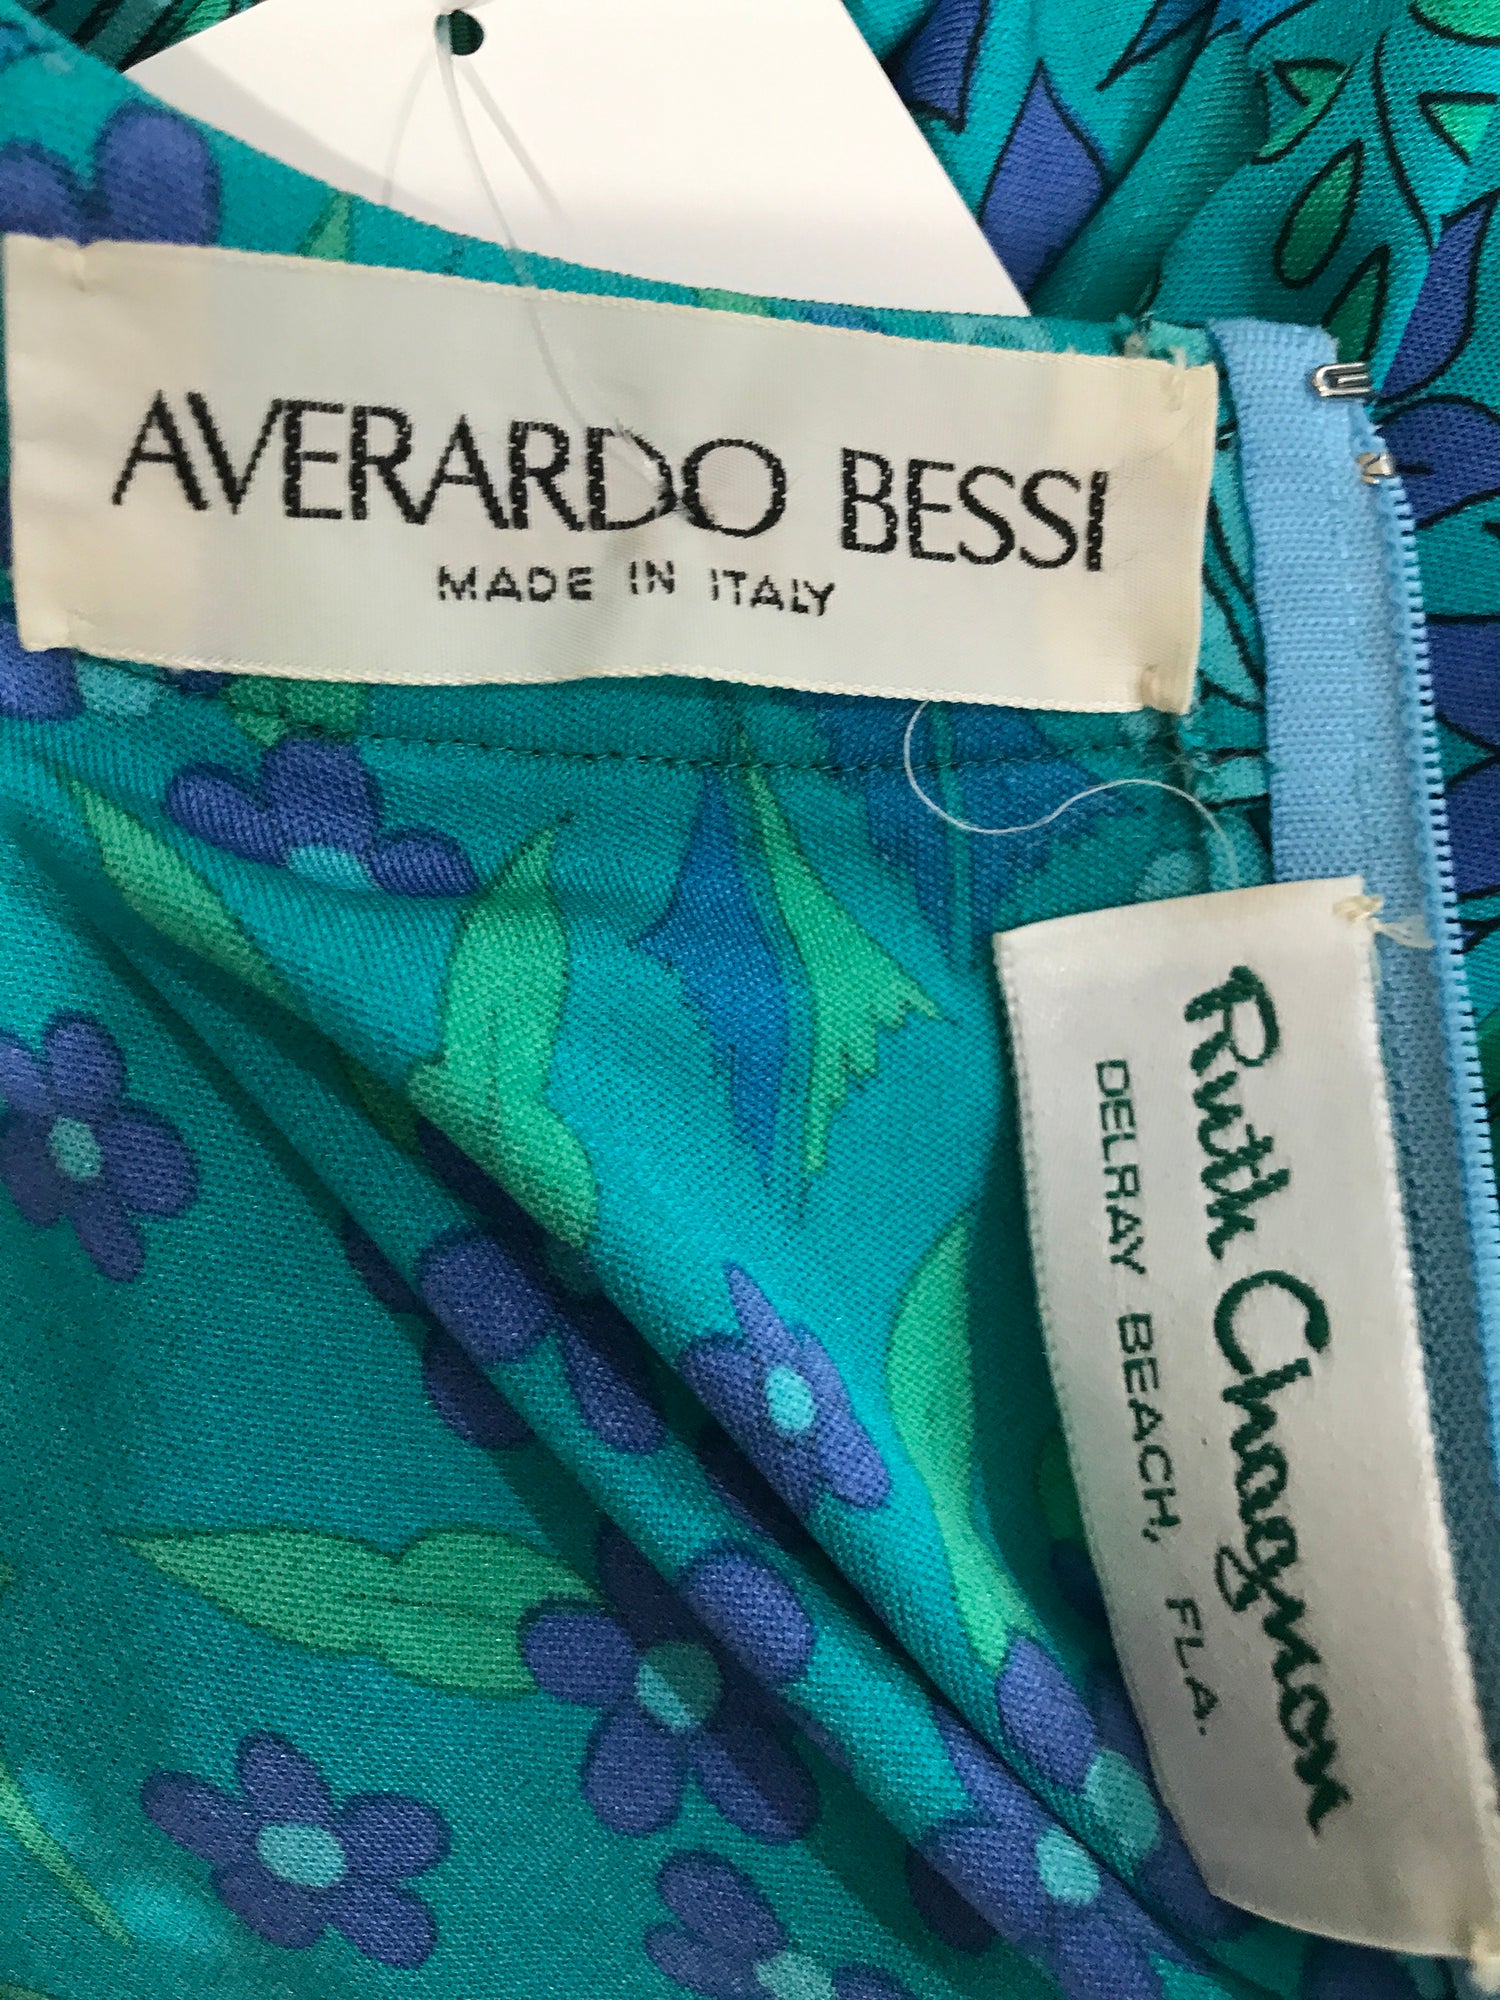 AVERARDO BESSI
MADE IN ITALY
Ruth Chagnon
DELRAY BEACH, FLA.